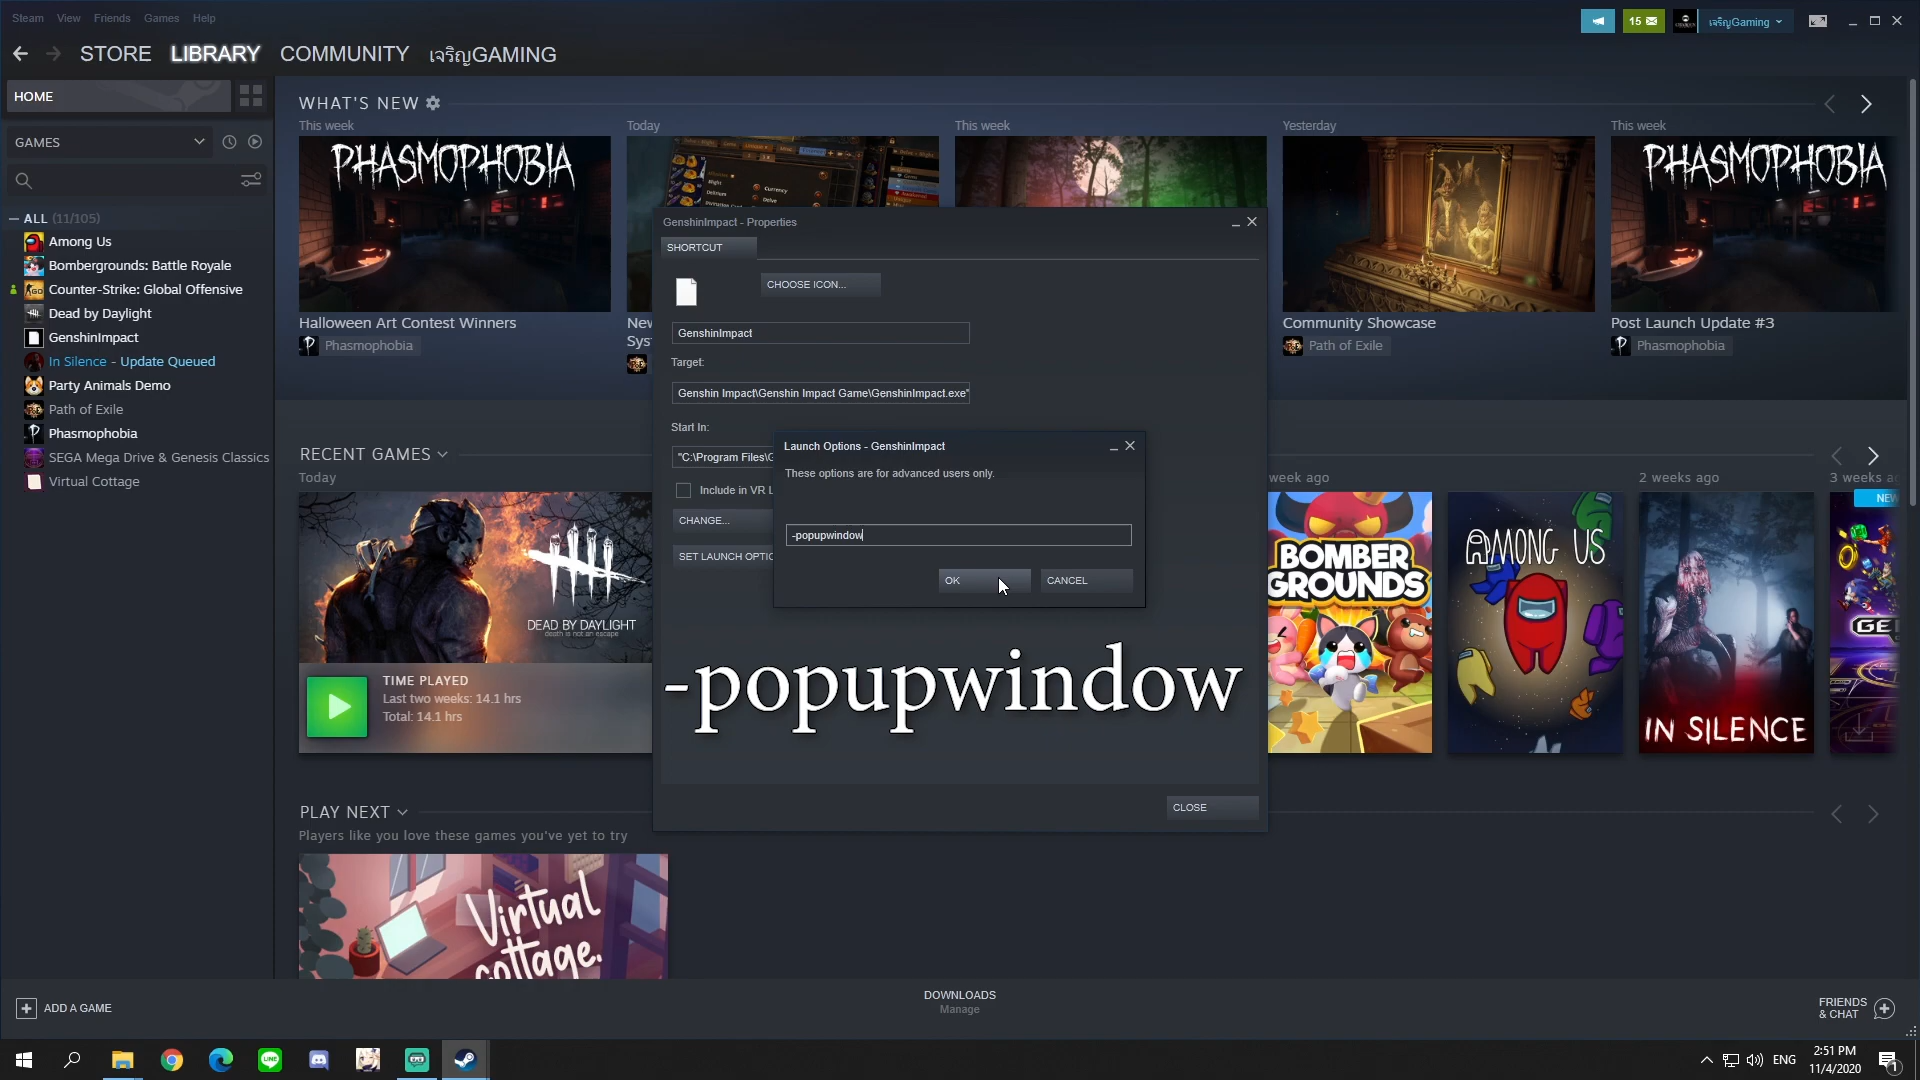 Steam View Friends Games Help
15
เจริญGaming
STORE LIBRARY COMMUNITY เจริญGAMING
HOME
GAMES
ALL (11/105)
Among Us
Bombergrounds: Battle Royale
Counter-Strike: Global Offensive
Dead by Daylight
GenshinImpact
In Silence - Update Queued
Party Animals Demo
Path of Exile
Phasmophobia
SEGA Mega Drive & Genesis Classics
Virtual Cottage
WHAT'S NEW
This week
Today
This week
Yesterday
This week
PHASMOPHOBIA
PHASMOPHOBIA
Halloween Art Contest Winners
Phasmophobia
Community Showcase
Path of Exile
Post Launch Update #3
Phasmophobia
GenshinImpact - Properties
SHORTCUT
CHOOSE ICON...
GenshinImpact
Target:
Genshin Impact\Genshin Impact Game\GenshinImpact.exe"
Start In:
"C:\Program Files\G
Include in VR L
CHANGE...
SET LAUNCH OPTIO
Launch Options - GenshinImpact
These options are for advanced users only.
-popupwindow
OK
CANCEL
-popupwindow
CLOSE
RECENT GAMES
Today
week ago
2 weeks ago
3 weeks ago
NEW
DEAD BY DAYLIGHT
death is not an escape
TIME PLAYED
Last two weeks: 14.1 hrs
Total: 14.1 hrs
BOMBER
GROUNDS
AMONG US
IN SILENCE
PLAY NEXT
Players like you love these games you've yet to try
Virtual
cottage.
ADD A GAME
DOWNLOADS
Manage
FRIENDS
& CHAT
LINE
ENG
2:51 PM
11/4/2020
1